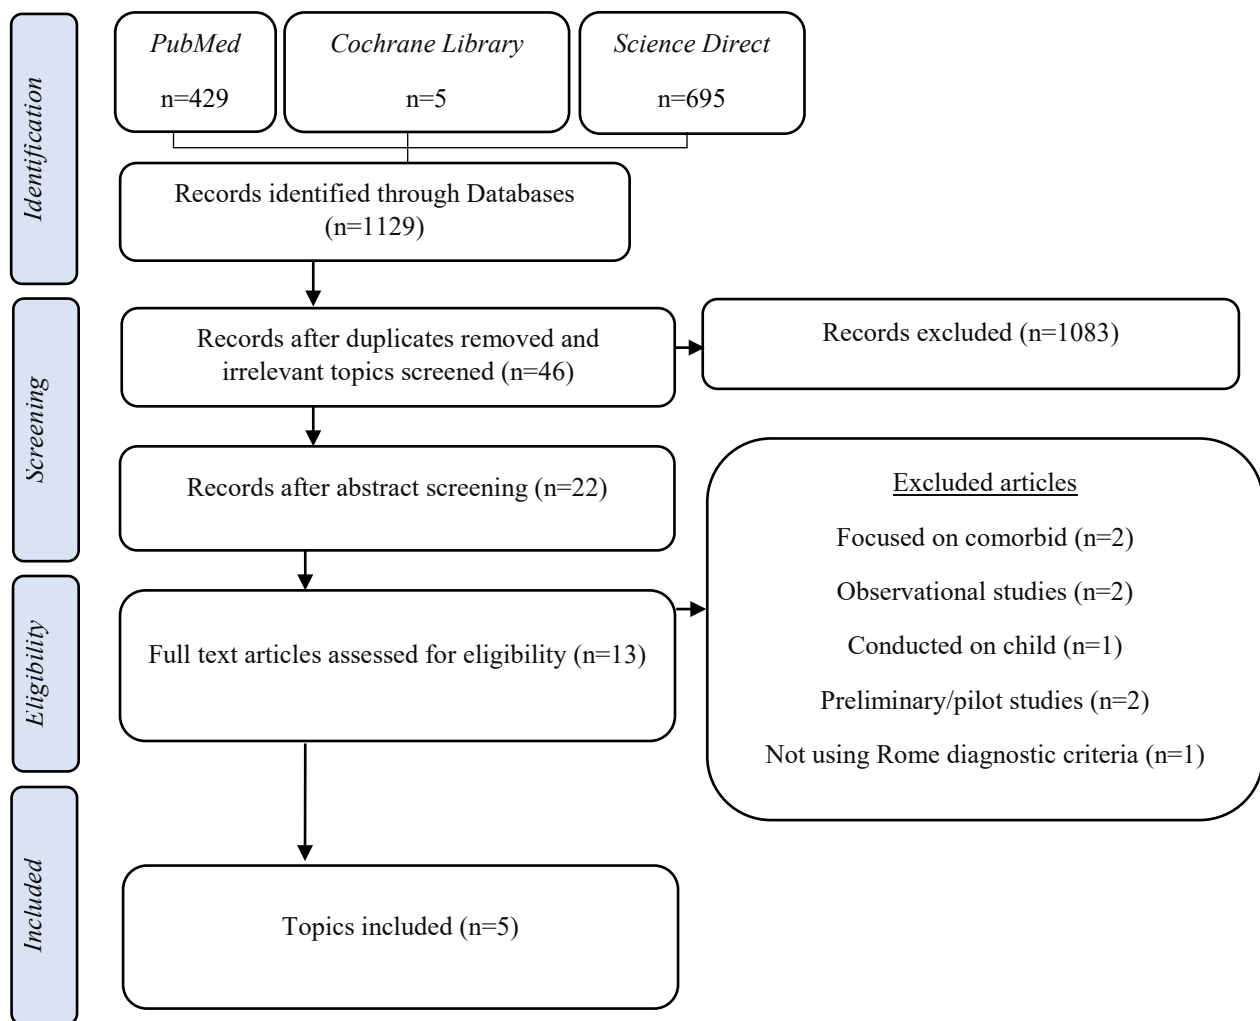 Identification
PubMed
n=429
Cochrane Library
n=5
Science Direct
n=695
Records identified through Databases
(n=1129)
Screening
Records after duplicates removed and
irrelevant topics screened (n=46)
Records excluded (n=1083)
Records after abstract screening (n=22)
Eligibility
Full text articles assessed for eligibility (n=13)
Excluded articles
Focused on comorbid (n=2)
Observational studies (n=2)
Conducted on child (n=1)
Preliminary/pilot studies (n=2)
Not using Rome diagnostic criteria (n=1)
Included
Topics included (n=5)